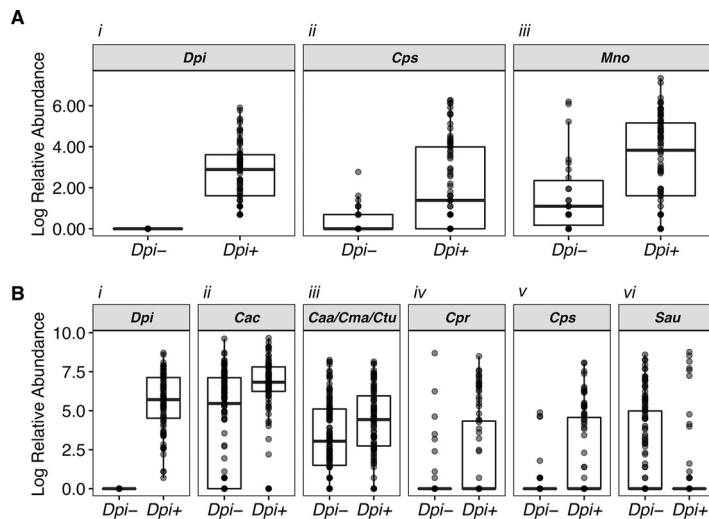 A
i ii iii
Dpi Cps Mno
Log Relative Abundance
6.00
4.00
2.00
0.00
Dpi− Dpi+ Dpi− Dpi+ Dpi− Dpi+
B
i ii iii iv v vi
Dpi Cac Caa/Cma/Ctu Cpr Cps Sau
Log Relative Abundance
10.0
7.5
5.0
2.5
0.0
Dpi− Dpi+ Dpi− Dpi+ Dpi− Dpi+ Dpi− Dpi+ Dpi− Dpi+ Dpi− Dpi+